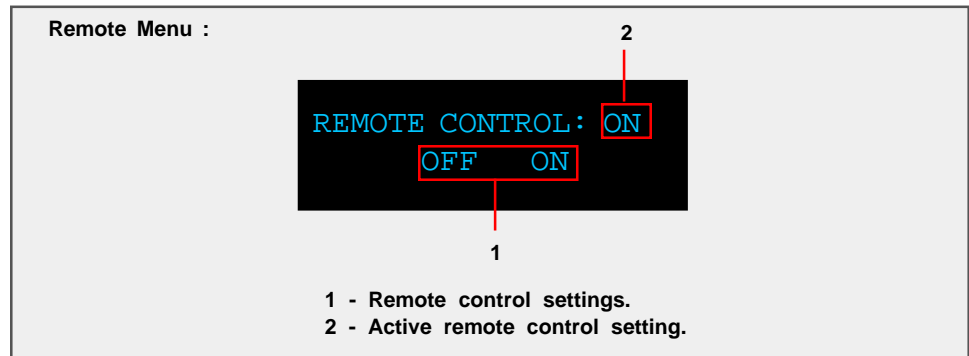 Remote Menu :
2
REMOTE CONTROL: ON
OFF ON
1
1 - Remote control settings.
2 - Active remote control setting.